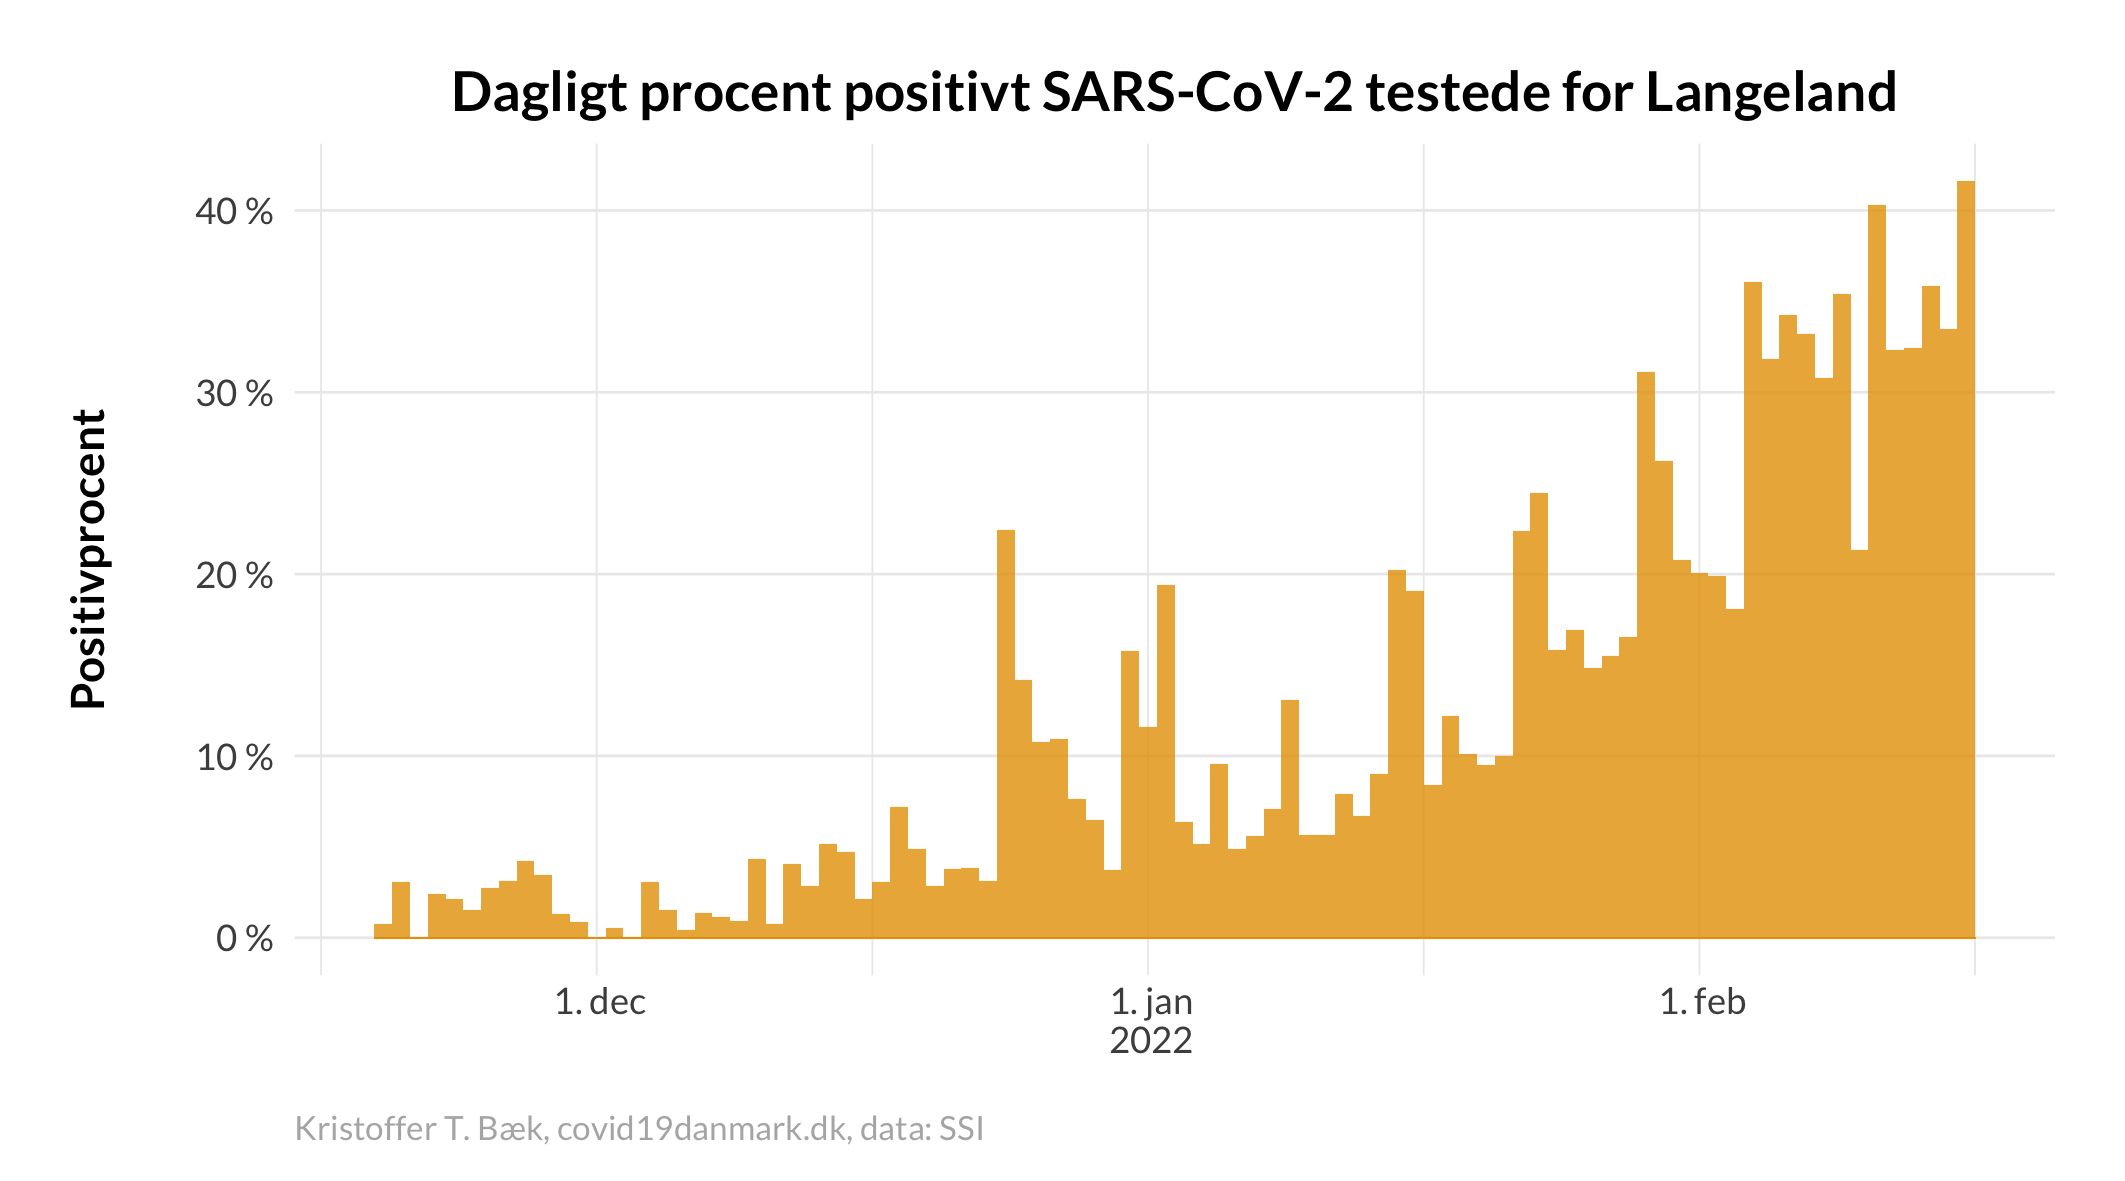 Dagligt procent positivt SARS-CoV-2 testede for Langeland
Positivprocent
40 %
30 %
20 %
10 %
0 %
1. dec
1. jan
2022
1. feb
Kristoffer T. Bæk, covid19danmark.dk, data: SSI